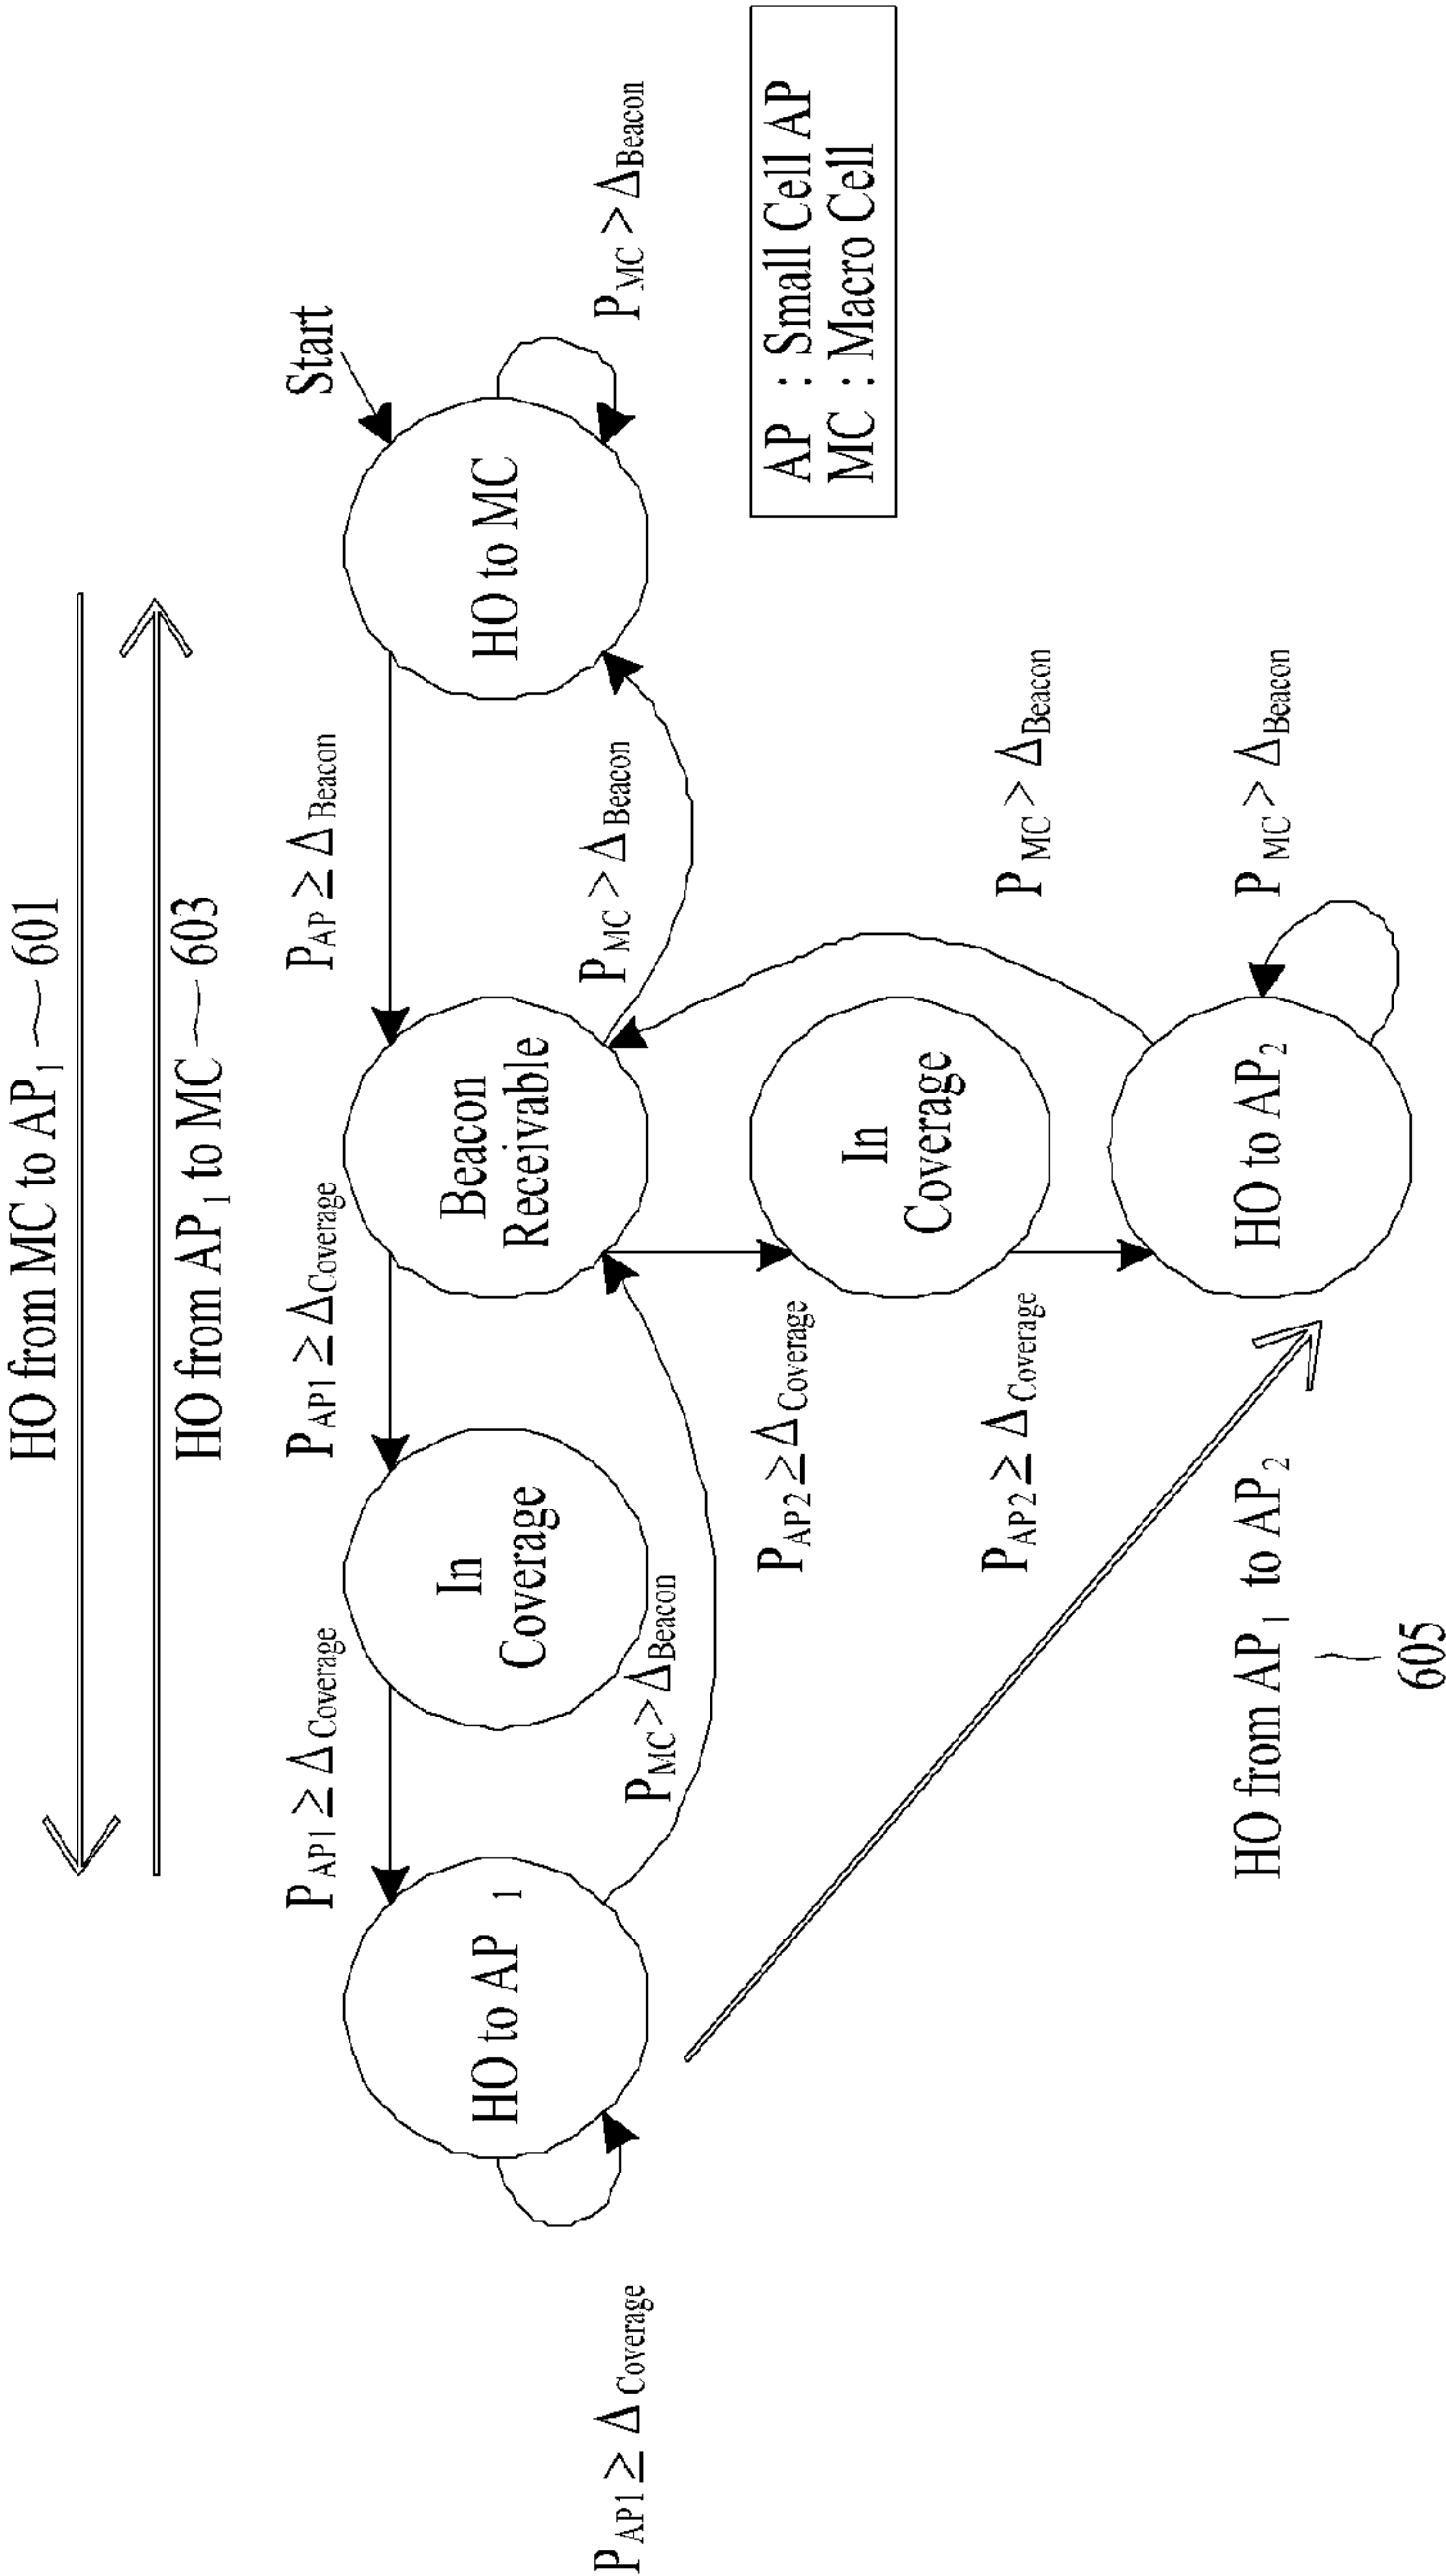 HO from MC to AP1 601
HO from AP1 to MC 603
Start
PAP1 ≥ ΔCoverage
PAP1 ≥ ΔCoverage
PAP ≥ ΔBeacon
HO to AP1
In
Coverage
Beacon
Receivable
HO to MC
PAP1 ≥ ΔCoverage
PMC > ΔBeacon
PMC > ΔBeacon
PMC > ΔBeacon
PAP2 ≥ ΔCoverage
In
Coverage
AP : Small Cell AP
MC : Macro Cell
PAP2 ≥ ΔCoverage
PMC > ΔBeacon
HO from AP1 to AP2
605
HO to AP2
PMC > ΔBeacon